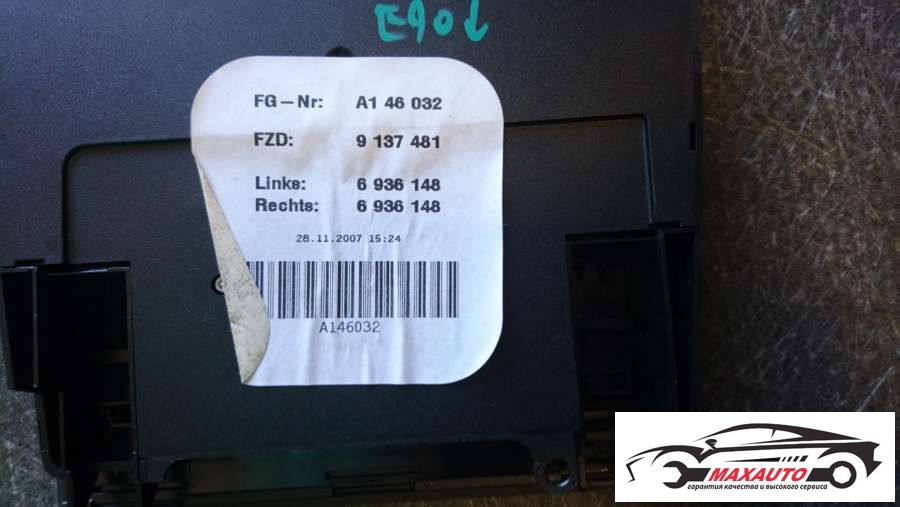 E90L
FG–Nr: A1 46 032
FZD: 9 137 481
Links: 6 936 148
Rechts: 6 936 148
28.11.2007 15:24
A146032
MAXAUTO
гарантия качества и высокого сервиса